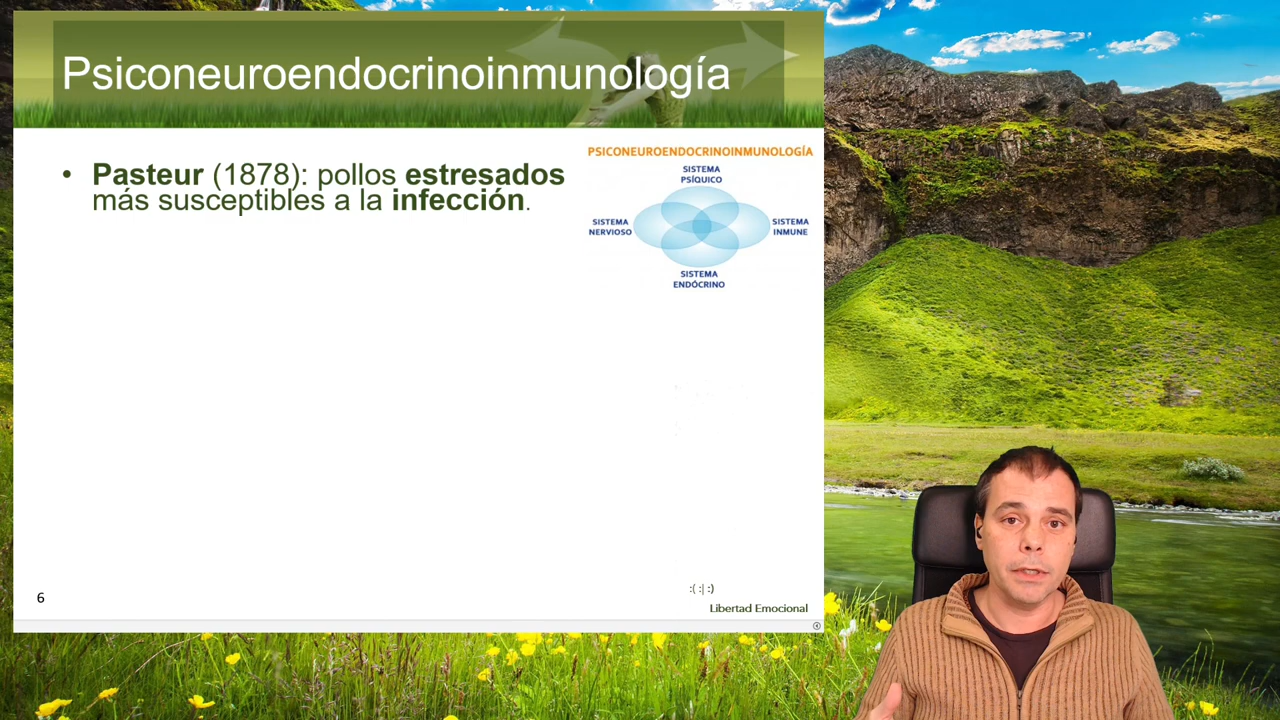 Psiconeuroendocrinoinmunología
• Pasteur (1878): pollos estresados
más susceptibles a la infección.
PSICONEUROENDOCRINOINMUNOLOGÍA
SISTEMA
PSÍQUICO
SISTEMA
NERVIOSO
SISTEMA
INMUNE
SISTEMA
ENDÓCRINO
6
:( :| :)
Libertad Emocional